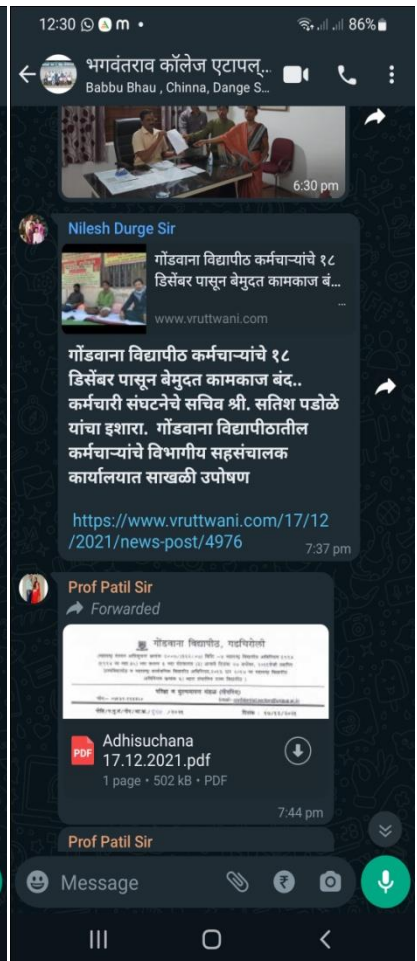 12:30 m • 86%
भगवंतराव कॉलेज एटापल्...
Babbu Bhau , Chinna, Dange S...
6:30 pm
Nilesh Durge Sir
गोंडवाना विद्यापीठ कर्मचाऱ्यांचे १८
डिसेंबर पासून बेमुदत कामकाज बं...
...
www.vruttwani.com
गोंडवाना विद्यापीठ कर्मचाऱ्यांचे १८
डिसेंबर पासून बेमुदत कामकाज बंद..
कर्मचारी संघटनेचे सचिव श्री. सतिश पडोळे
यांचा इशारा. गोंडवाना विद्यापीठातील
कर्मचाऱ्यांचे विभागीय सहसंचालक
कार्यालयात साखळी उपोषण
https://www.vruttwani.com/17/12
/2021/news-post/4976
7:37 pm
Prof Patil Sir
Forwarded
गोंडवाना विद्यापीठ, गडचिरोली
PDF
Adhisuchana
17.12.2021.pdf
1 page • 502 kB • PDF
7:44 pm
Prof Patil Sir
Message